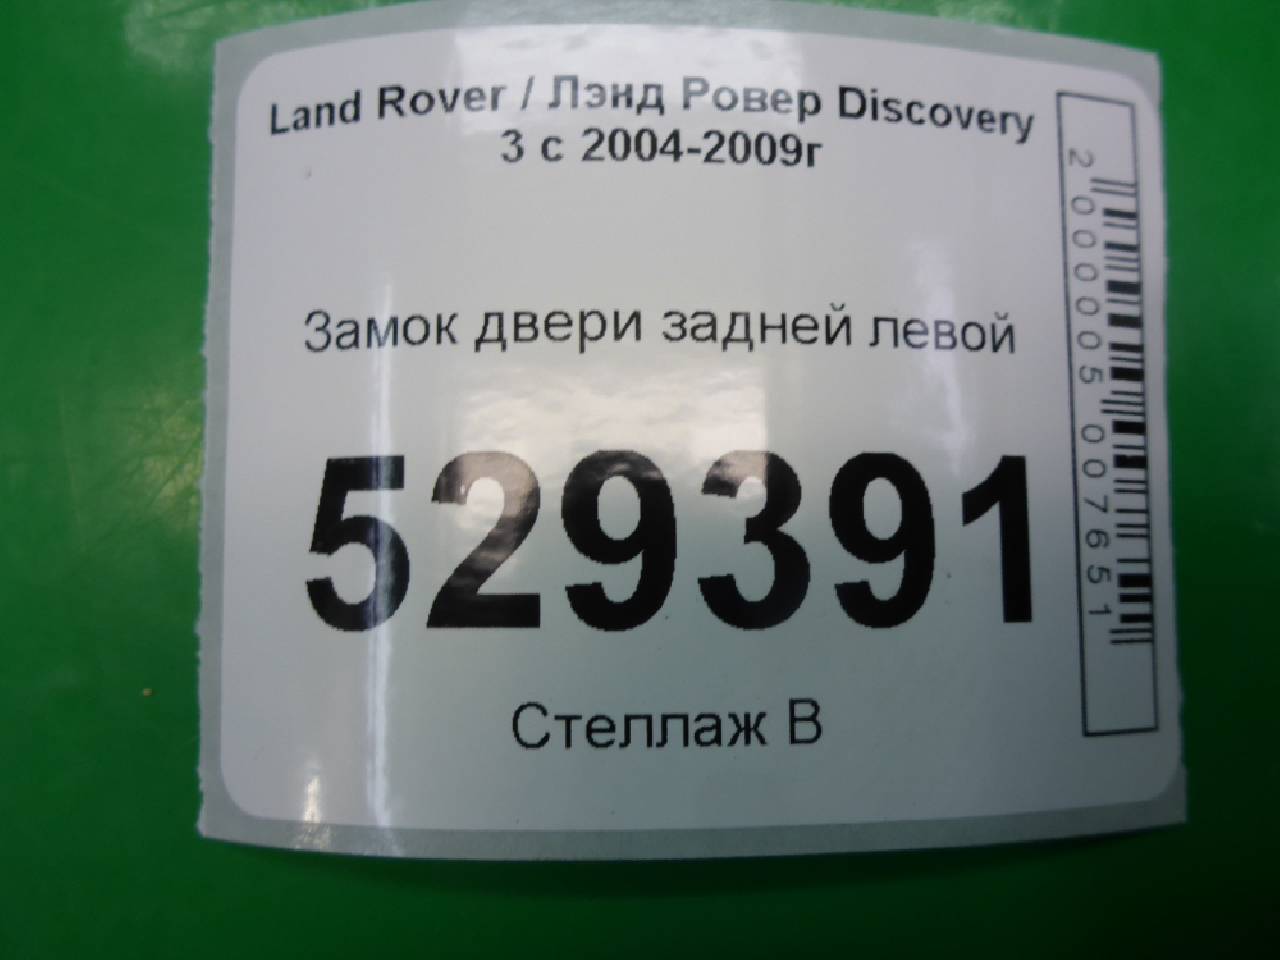 Land Rover / Лэнд Ровер Discovery
3 с 2004-2009г
Замок двери задней левой
529391
Стеллаж В
2000005007651